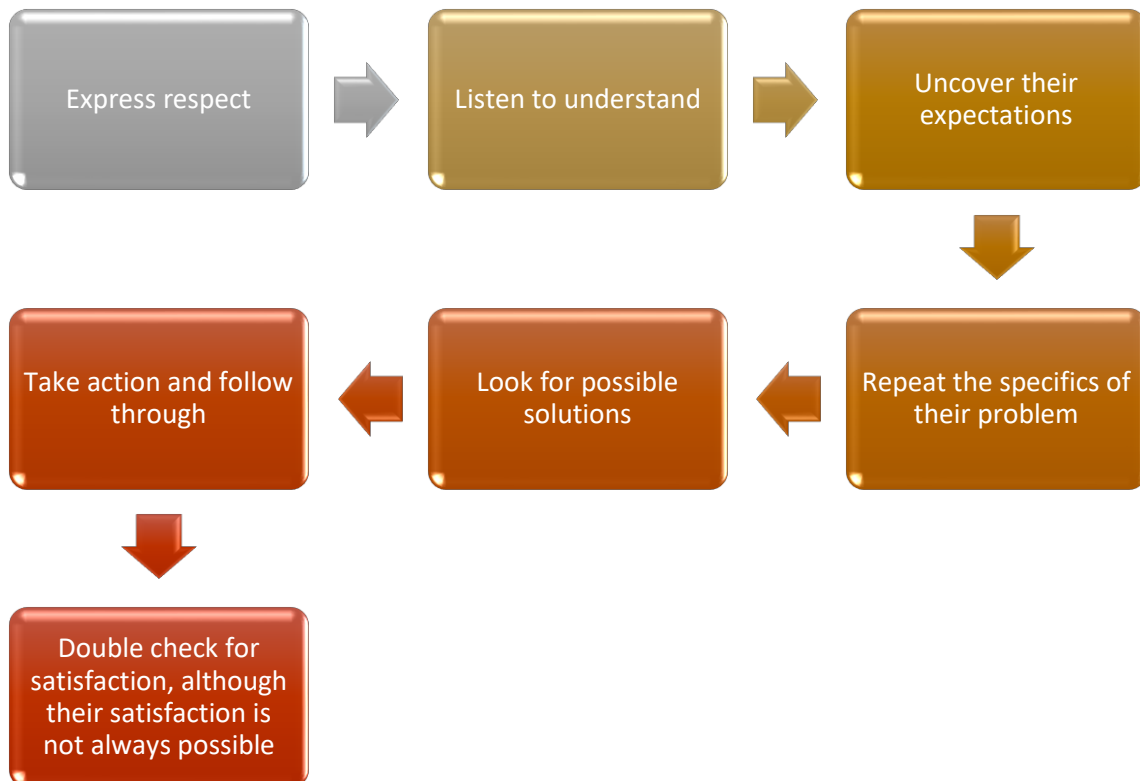 Express respect
Listen to understand
Uncover their
expectations
Repeat the specifics of
their problem
Look for possible
solutions
Take action and follow
through
Double check for
satisfaction, although
their satisfaction is
not always possible